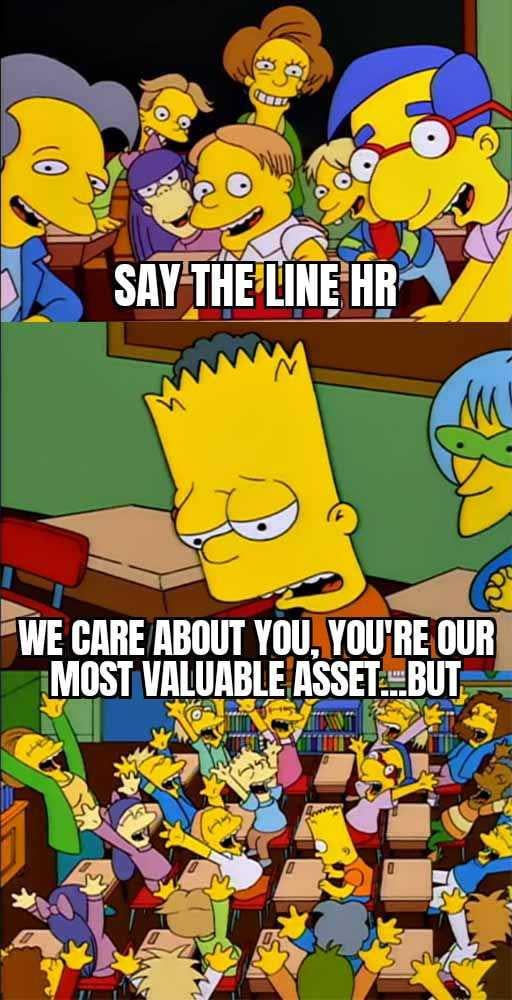 SAY THE LINE HR
WE CARE ABOUT YOU, YOU'RE OUR
MOST VALUABLE ASSET...BUT